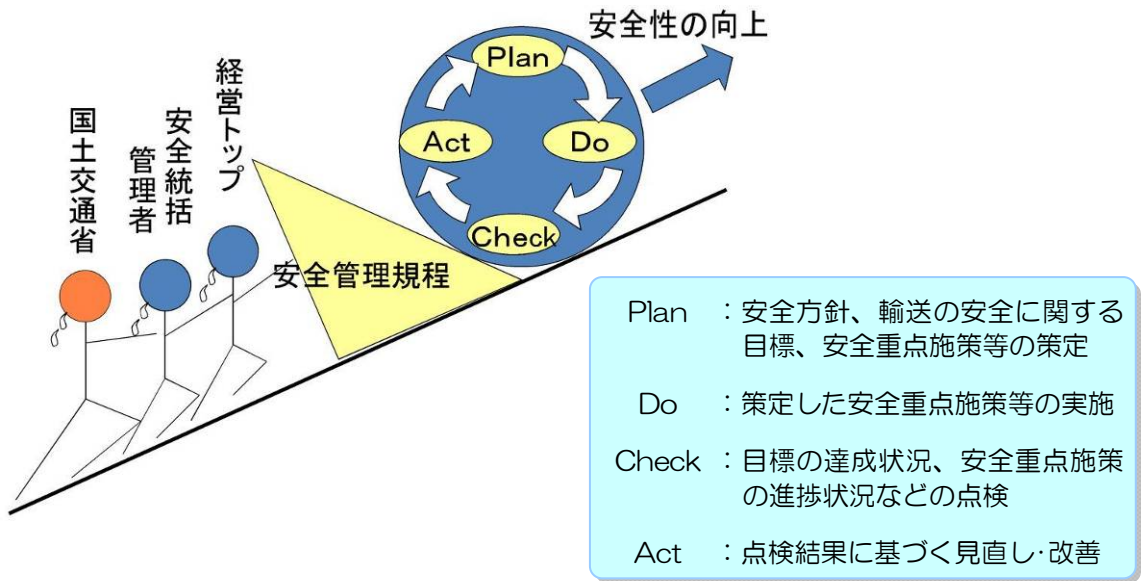 安全性の向上
Plan
Do
Check
Act
経営トップ
安全統括
管理者
国土交通省
安全管理規程
Plan :安全方針、輸送の安全に関する
目標、安全重点施策等の策定
Do :策定した安全重点施策等の実施
Check :目標の達成状況、安全重点施策
の進捗状況などの点検
Act :点検結果に基づく見直し・改善